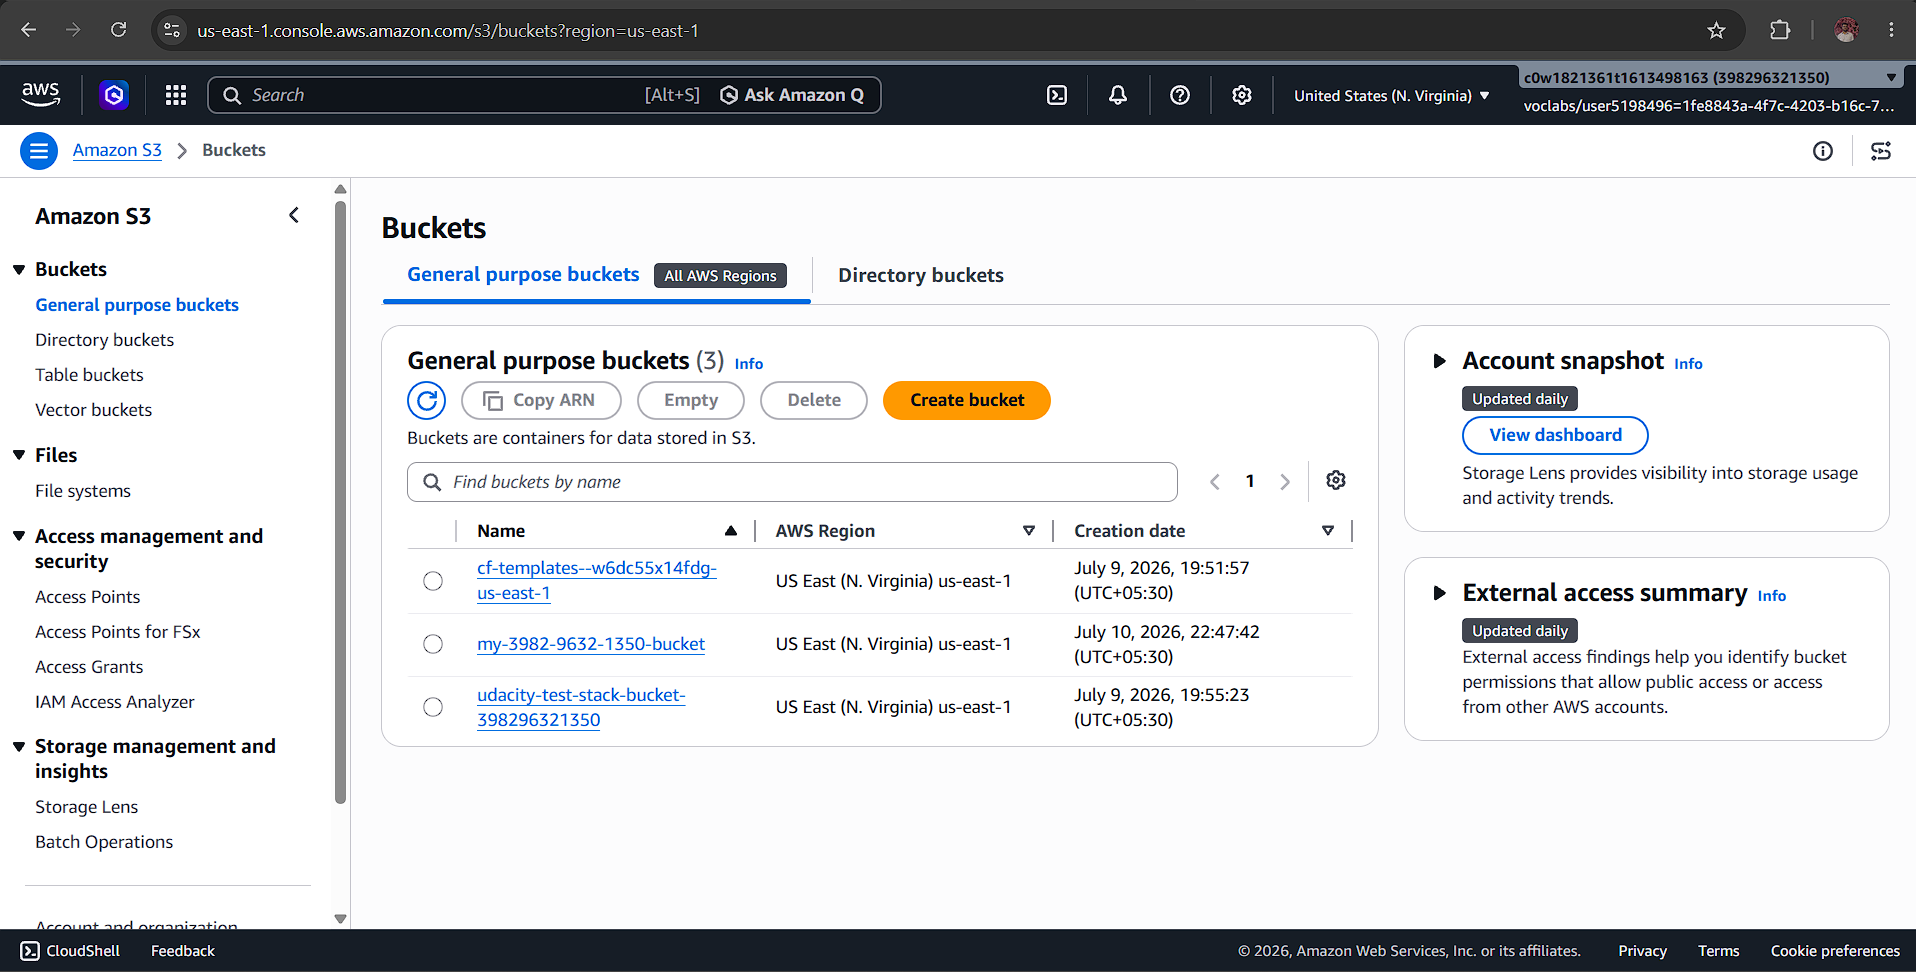 us-east-1.console.aws.amazon.com/s3/buckets?region=us-east-1
aws
Search
[Alt+S]
Ask Amazon Q
United States (N. Virginia)
c0w1821361t1613498163 (398296321350)
voclabs/user5198496=1fe8843a-4f7c-4203-b16c-7...
Amazon S3
Buckets
Amazon S3
Buckets
General purpose buckets
Directory buckets
Table buckets
Vector buckets
Files
File systems
Access management and
security
Access Points
Access Points for FSx
Access Grants
IAM Access Analyzer
Storage management and
insights
Storage Lens
Batch Operations
Account and organization
Buckets
General purpose buckets
All AWS Regions
Directory buckets
General purpose buckets (3) Info
Copy ARN
Empty
Delete
Create bucket
Buckets are containers for data stored in S3.
Find buckets by name
1
Name
AWS Region
Creation date
cf-templates--w6dc55x14fdg-
us-east-1
US East (N. Virginia) us-east-1
July 9, 2026, 19:51:57
(UTC+05:30)
my-3982-9632-1350-bucket
US East (N. Virginia) us-east-1
July 10, 2026, 22:47:42
(UTC+05:30)
udacity-test-stack-bucket-
398296321350
US East (N. Virginia) us-east-1
July 9, 2026, 19:55:23
(UTC+05:30)
Account snapshot Info
Updated daily
View dashboard
Storage Lens provides visibility into storage usage
and activity trends.
External access summary Info
Updated daily
External access findings help you identify bucket
permissions that allow public access or access
from other AWS accounts.
CloudShell
Feedback
© 2026, Amazon Web Services, Inc. or its affiliates.
Privacy
Terms
Cookie preferences